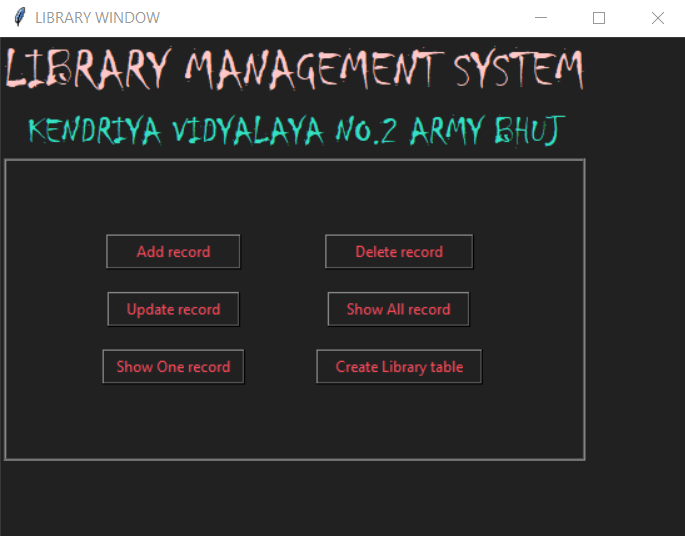 LIBRARY WINDOW
LIBRARY MANAGEMENT SYSTEM
KENDRIYA VIDYALAYA NO.2 ARMY BHUJ
Add record
Delete record
Update record
Show All record
Show One record
Create Library table